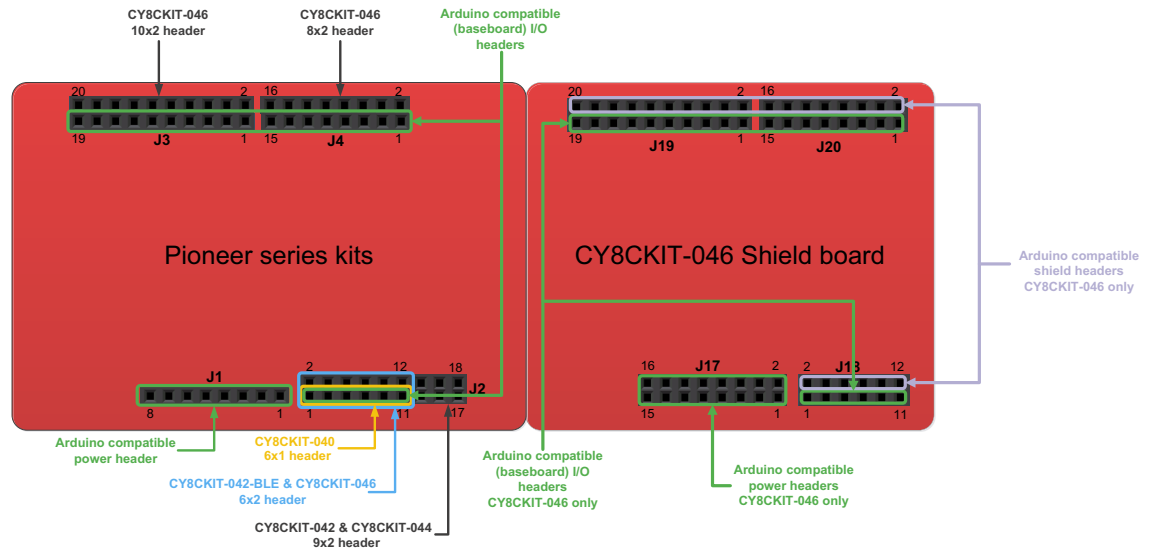 CY8CKIT-046
10x2 header
CY8CKIT-046
8x2 header
Arduino compatible
(baseboard) I/O
headers
20
2
16
2
20
2
16
2
19
1
15
1
19
1
15
1
J3
J4
J19
J20
Pioneer series kits
CY8CKIT-046 Shield board
Arduino compatible
shield headers
CY8CKIT-046 only
J1
2
12
18
J2
16
J17
2
2
J18
12
8
1
1
11
17
15
1
1
11
Arduino compatible
power header
CY8CKIT-040
6x1 header
CY8CKIT-042-BLE & CY8CKIT-046
6x2 header
CY8CKIT-042 & CY8CKIT-044
9x2 header
Arduino compatible
(baseboard) I/O
headers
CY8CKIT-046 only
Arduino compatible
power headers
CY8CKIT-046 only